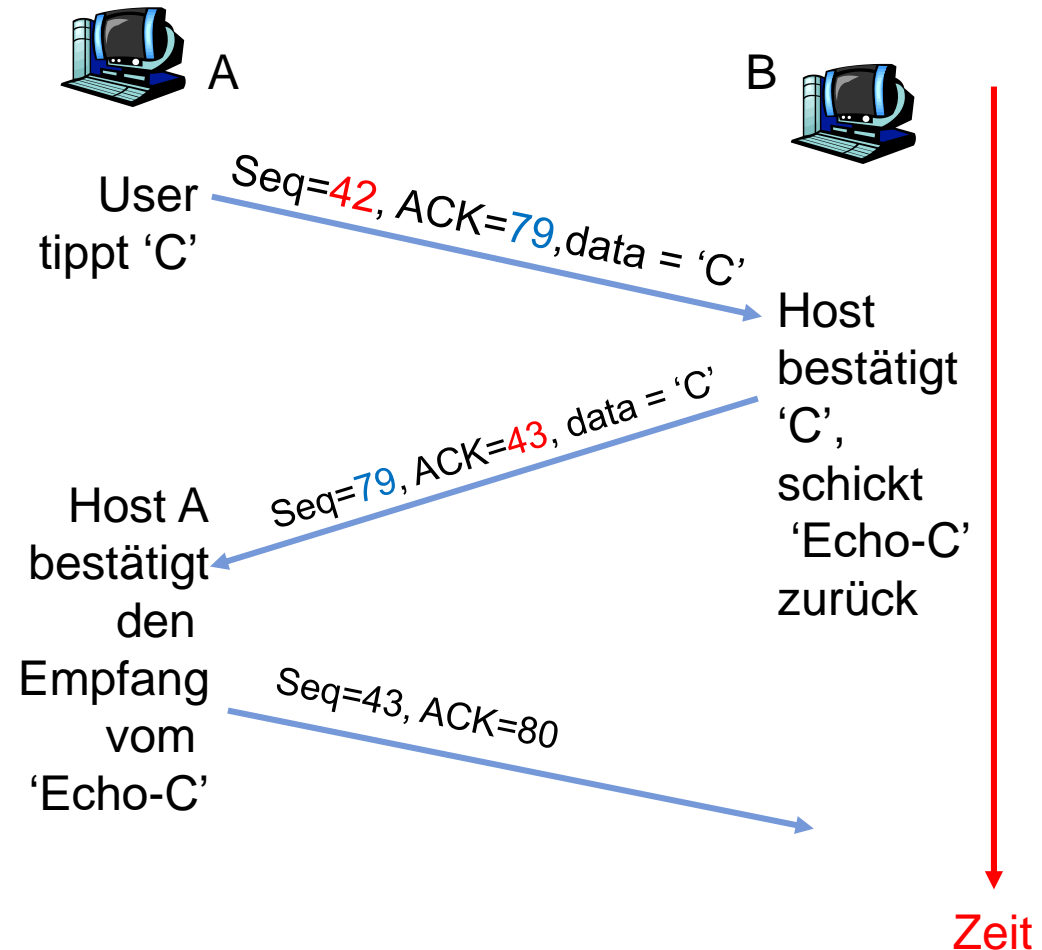 A
B
User
tippt ‘C’
Seq=42, ACK=79,data = ‘C’
Host
bestätigt
‘C’,
schickt
‘Echo-C’
zurück
Seq=79, ACK=43, data = ‘C’
Host A
bestätigt
den
Empfang
vom
‘Echo-C’
Seq=43, ACK=80
Zeit